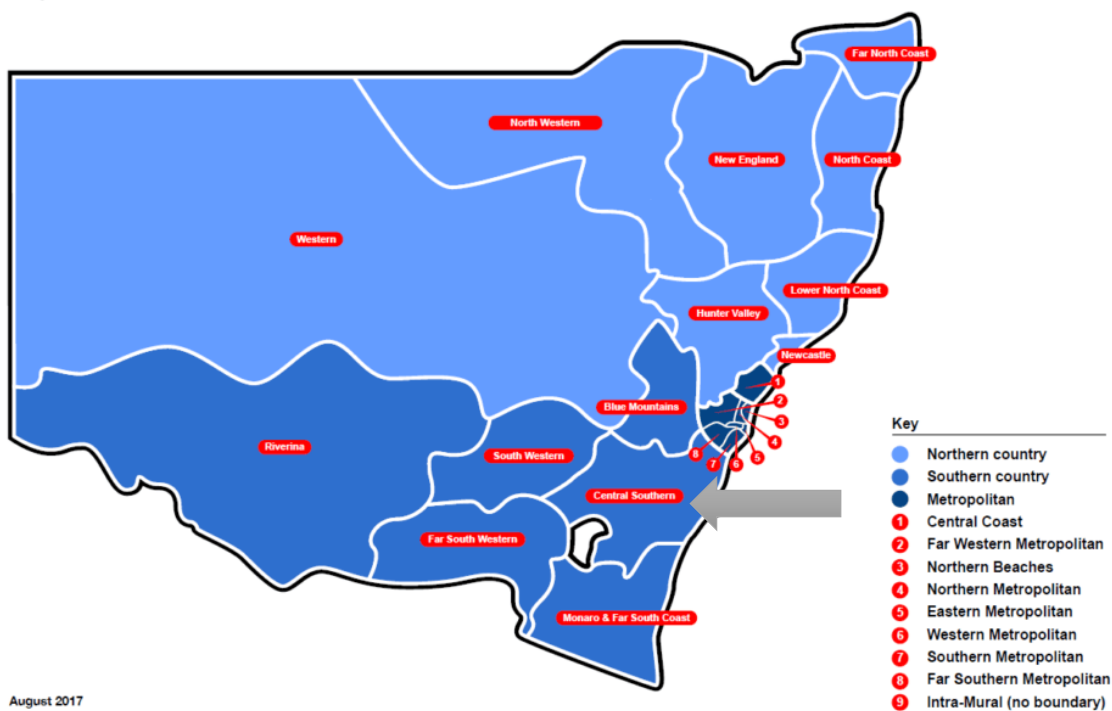 Far North Coast
North Western
New England
North Coast
Western
Lower North Coast
Hunter Valley
Newcastle
1
2
Blue Mountains
3
4
Riverina
South Western
8
7
6
5
Central Southern
Far South Western
Monaro & Far South Coast
Key
Northern country
Southern country
Metropolitan
1 Central Coast
2 Far Western Metropolitan
3 Northern Beaches
4 Northern Metropolitan
5 Eastern Metropolitan
6 Western Metropolitan
7 Southern Metropolitan
8 Far Southern Metropolitan
9 Intra-Mural (no boundary)
August 2017